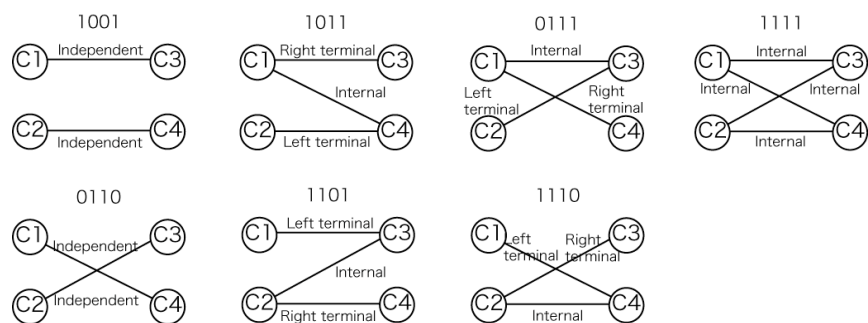 1001
1011
0111
1111
C1
Independent
C3
C1
Right terminal
C3
C1
Internal
C3
C1
Internal
C3
Internal
Left
terminal
Right
terminal
Internal
Internal
C2
Independent
C4
C2
Left terminal
C4
C2
C4
C2
Internal
C4
0110
1101
1110
C1
Independent
C3
C1
Left terminal
C3
C1
Left
terminal
Right
terminal
C3
Internal
C2
Independent
C4
C2
Right terminal
C4
C2
Internal
C4